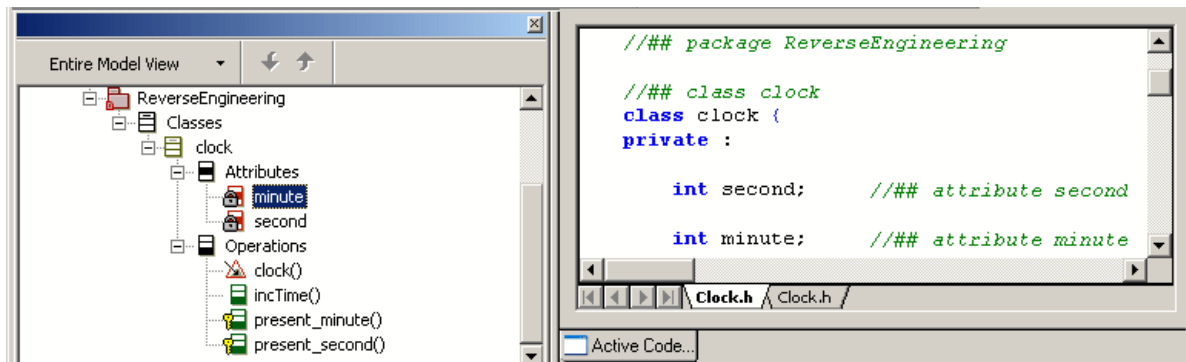 Entire Model View
ReverseEngineering
Classes
clock
Attributes
minute
second
Operations
clock()
incTime()
present_minute()
present_second()
//## package ReverseEngineering
//## class clock
class clock {
private :
int second; //## attribute second
int minute; //## attribute minute
Clock.h Clock.h
Active Code...